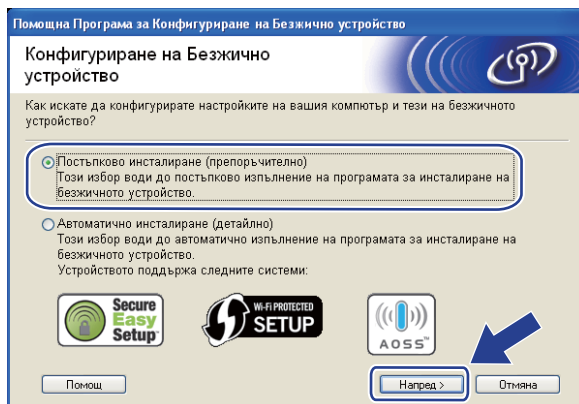 Помощна Програма за Конфигуриране на Безжично устройство
Конфигуриране на Безжично
устройство
Как искате да конфигурирате настройките на вашия компютър и тези на безжичното
устройство?
Постъпково инсталиране (препоръчително)
Този избор води до постъпково изпълнение на програмата за инсталиране на
безжичното устройство.
Автоматично инсталиране (детайлно)
Този избор води до автоматично изпълнение на програмата за инсталиране на
безжичното устройство.
Устройството поддържа следните системи:
Secure
Easy
Setup™
Wi-Fi PROTECTED
SETUP
AOSS™
Помощ
Напред >
Отмяна